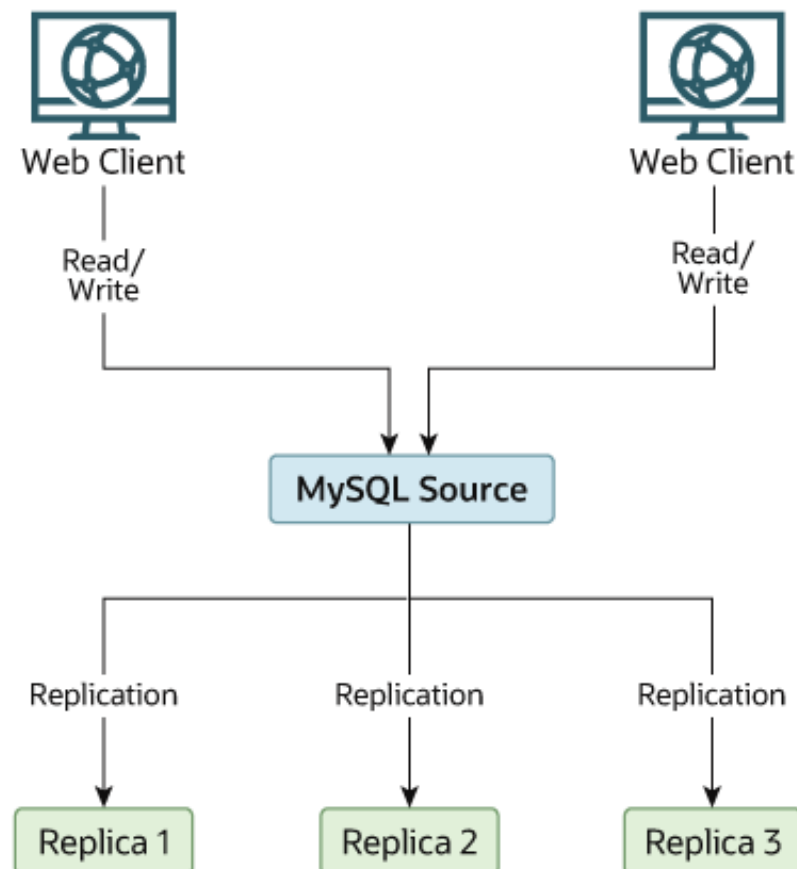 Web Client
Web Client
Read/
Write
Read/
Write
MySQL Source
Replication
Replication
Replication
Replica 1
Replica 2
Replica 3